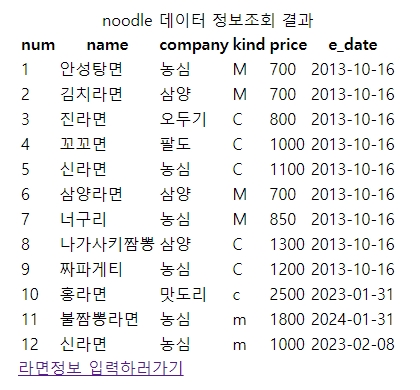 noodle 데이터 정보조회 결과
num name company kind price e_date
1 안성탕면 농심 M 700 2013-10-16
2 김치라면 삼양 M 700 2013-10-16
3 진라면 오두기 C 800 2013-10-16
4 꼬꼬면 팔도 C 1000 2013-10-16
5 신라면 농심 C 1100 2013-10-16
6 삼양라면 삼양 M 700 2013-10-16
7 너구리 농심 M 850 2013-10-16
8 나가사키짬뽕 삼양 C 1300 2013-10-16
9 짜파게티 농심 C 1200 2013-10-16
10 홍라면 맛도리 c 2500 2023-01-31
11 불짬뽕라면 농심 m 1800 2024-01-31
12 신라면 농심 m 1000 2023-02-08
라면정보 입력하러가기